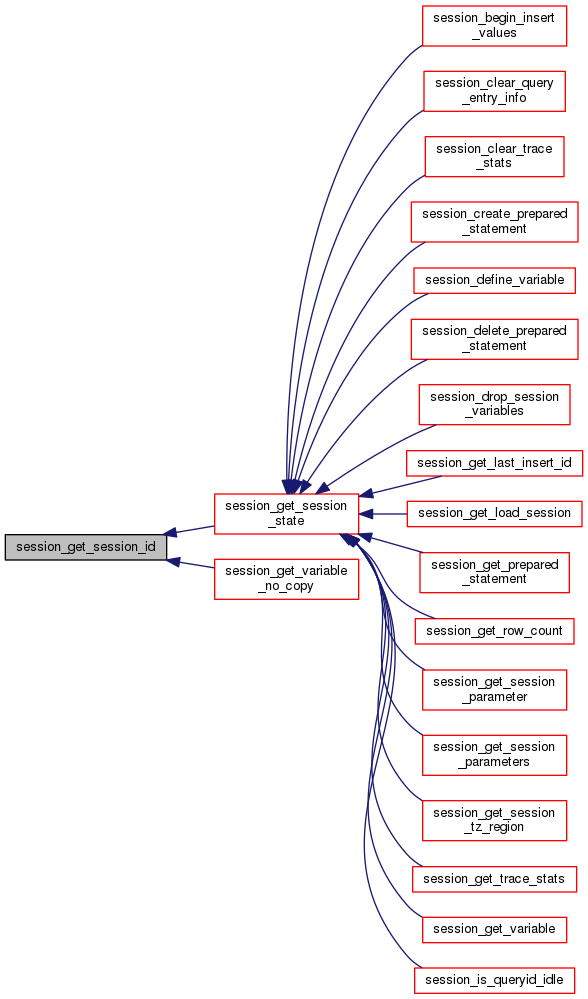 session_begin_insert
_values
session_clear_query
_entry_info
session_clear_trace
_stats
session_create_prepared
_statement
session_define_variable
session_delete_prepared
_statement
session_drop_session
_variables
session_get_last_insert_id
session_get_session
_state
session_get_load_session
session_get_session_id
session_get_variable
_no_copy
session_get_prepared
_statement
session_get_row_count
session_get_session
_parameter
session_get_session
_parameters
session_get_session
_tz_region
session_get_trace_stats
session_get_variable
session_is_queryid_idle